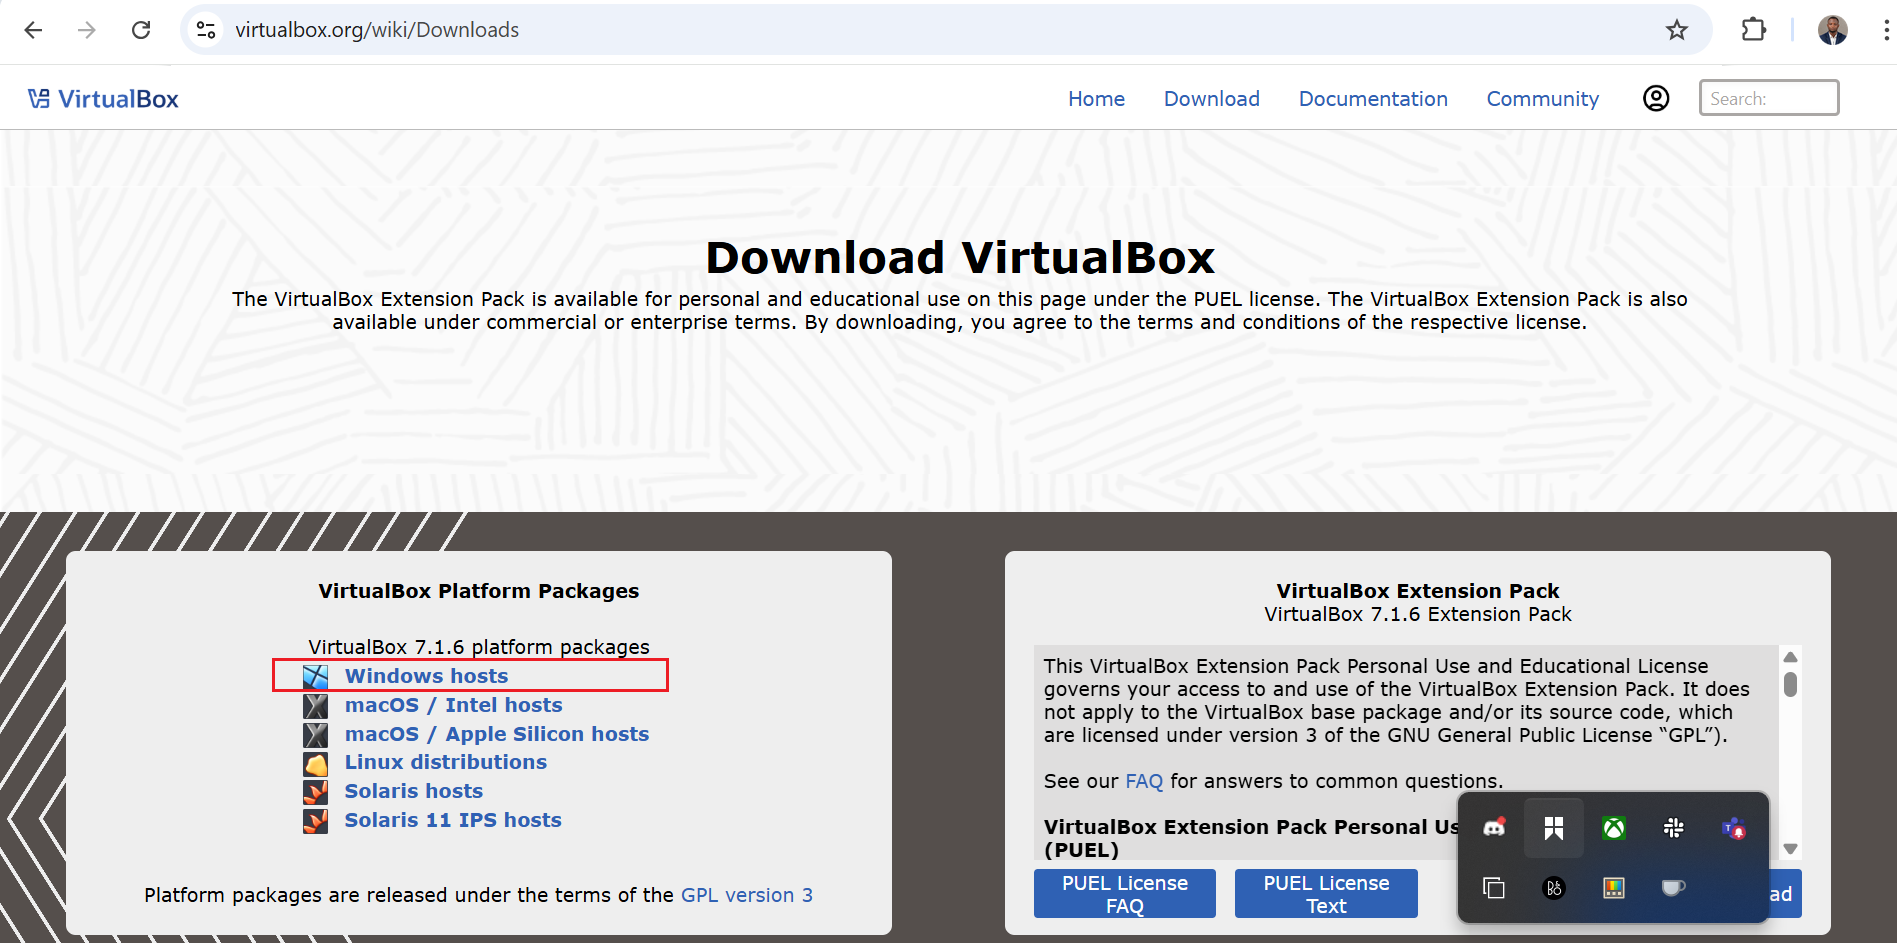 virtualbox.org/wiki/Downloads
VirtualBox
Home
Download
Documentation
Community
Search:
Download VirtualBox
The VirtualBox Extension Pack is available for personal and educational use on this page under the PUEL license. The VirtualBox Extension Pack is also
available under commercial or enterprise terms. By downloading, you agree to the terms and conditions of the respective license.
VirtualBox Platform Packages
VirtualBox 7.1.6 platform packages
Windows hosts
macOS / Intel hosts
macOS / Apple Silicon hosts
Linux distributions
Solaris hosts
Solaris 11 IPS hosts
Platform packages are released under the terms of the GPL version 3
VirtualBox Extension Pack
VirtualBox 7.1.6 Extension Pack
This VirtualBox Extension Pack Personal Use and Educational License
governs your access to and use of the VirtualBox Extension Pack. It does
not apply to the VirtualBox base package and/or its source code, which
are licensed under version 3 of the GNU General Public License “GPL”).
See our FAQ for answers to common questions.
VirtualBox Extension Pack Personal Us
(PUEL)
PUEL License
FAQ
PUEL License
Text
ad